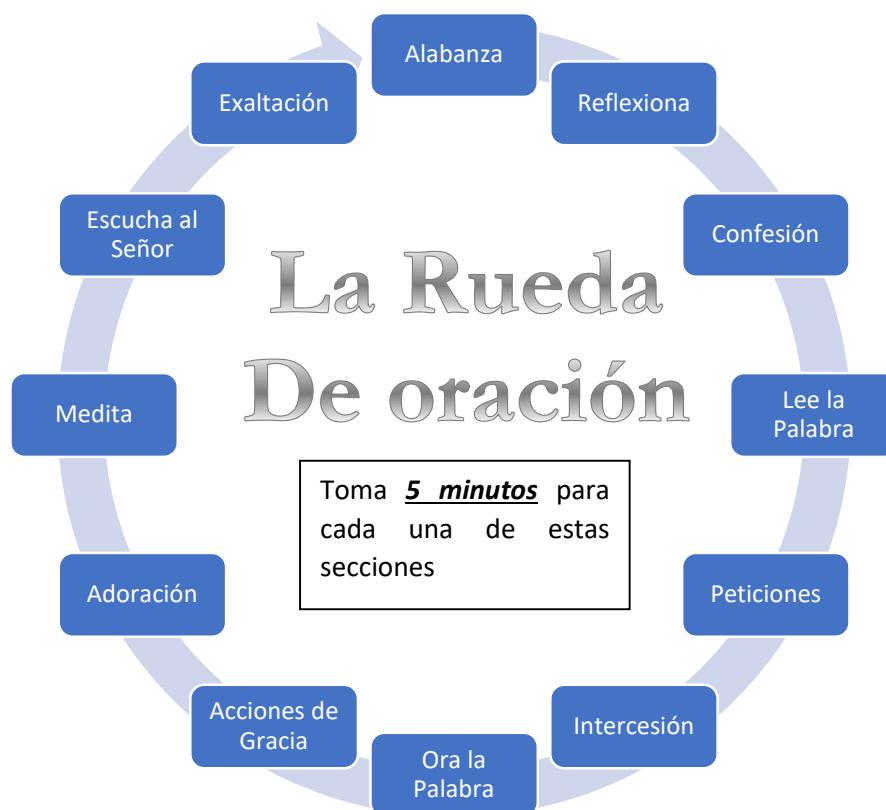 Alabanza
Reflexiona
Confesión
Lee la
Palabra
Peticiones
Intercesión
Ora la
Palabra
Acciones de
Gracia
Adoración
Medita
Escucha al
Señor
Exaltación
La Rueda
De oración
Toma 5 minutos para
cada una de estas
secciones